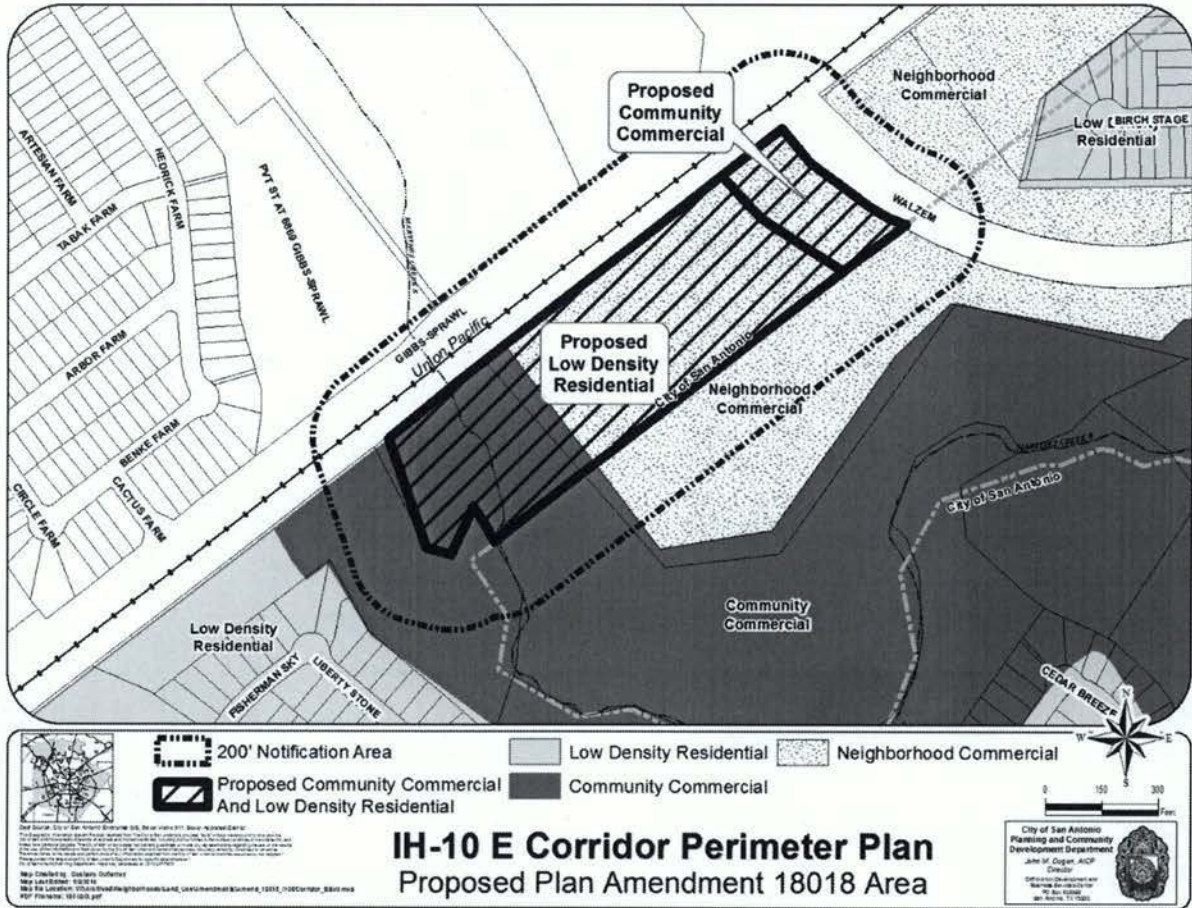 Proposed
Community
Commercial
Neighborhood
Commercial
BIRCH STAGE
Low Density
Residential
ARTESIAN FARM
HEDRICK FARM
TABAK FARM
PVT ST AT 6869 GIBBS-SPRAWL
WALZEM
ARBOR FARM
GIBBS-SPRAWL
Union Pacific
Proposed
Low Density
Residential
City of San Antonio
Neighborhood
Commercial
BENKE FARM
CACTUS FARM
CIRCLE FARM
City of San Antonio
Low Density
Residential
Community
Commercial
FISHERMAN SKY
LIBERTY STONE
CEDAR BREEZE
N
W E
S
200' Notification Area
Low Density Residential
Neighborhood Commercial
Proposed Community Commercial
And Low Density Residential
Community Commercial
0 150 300
Feet
IH-10 E Corridor Perimeter Plan
Proposed Plan Amendment 18018 Area
City of San Antonio
Planning and Community
Development Department
John M. Dugan, AICP
Director